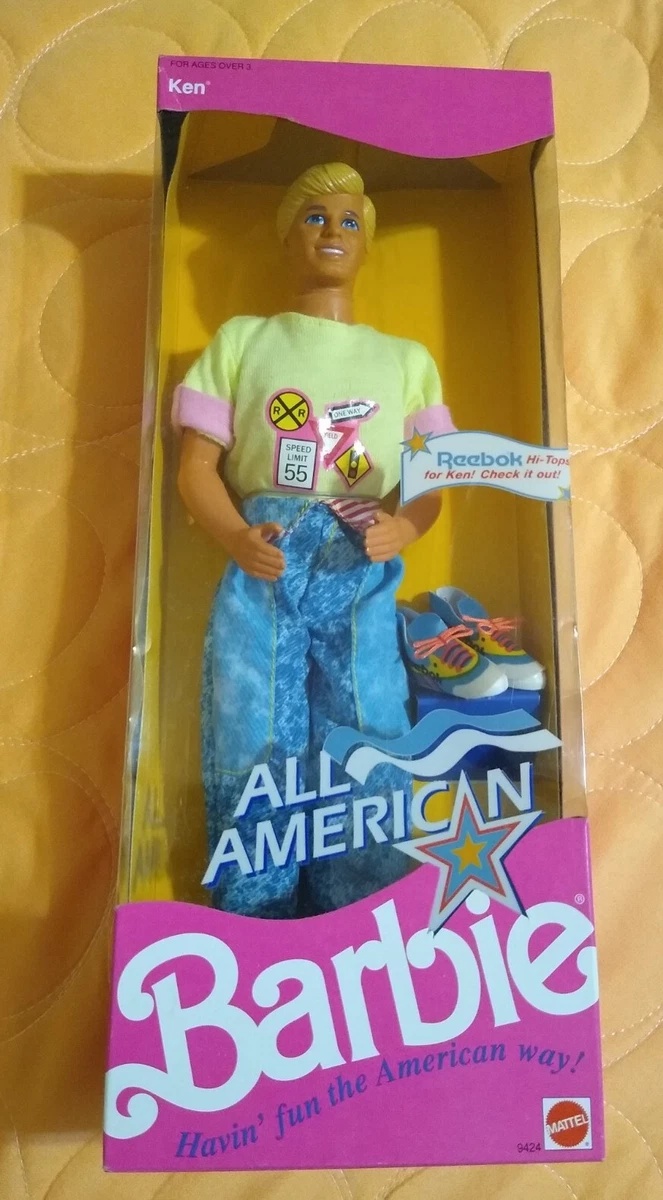 FOR AGES OVER 3
Ken®
R R
ONE WAY
SPEED
LIMIT
55
Reebok Hi-Tops
for Ken! Check it out!
ALL
AMERICAN
Barbie®
Havin' fun the American way!
MATTEL
9424